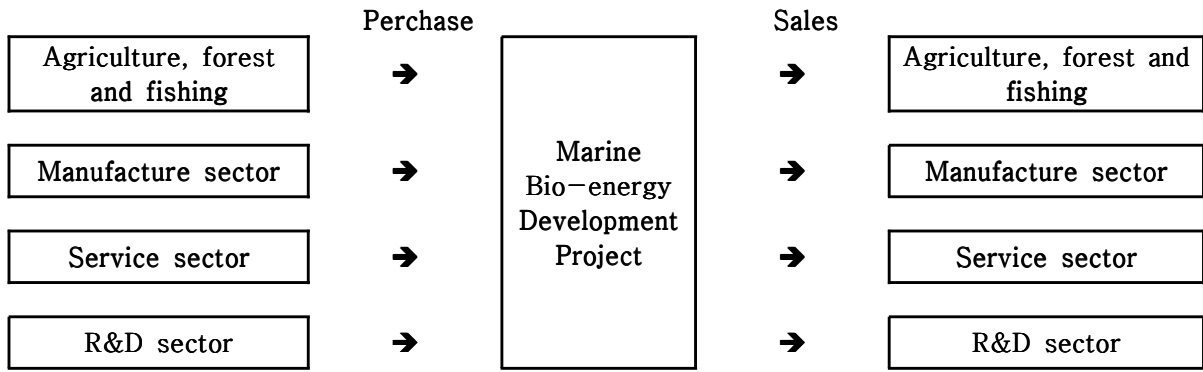 Perchase
Sales
Agriculture, forest
and fishing
Manufacture sector
Service sector
R&D sector
Marine
Bio-energy
Development
Project
Agriculture, forest and
fishing
Manufacture sector
Service sector
R&D sector